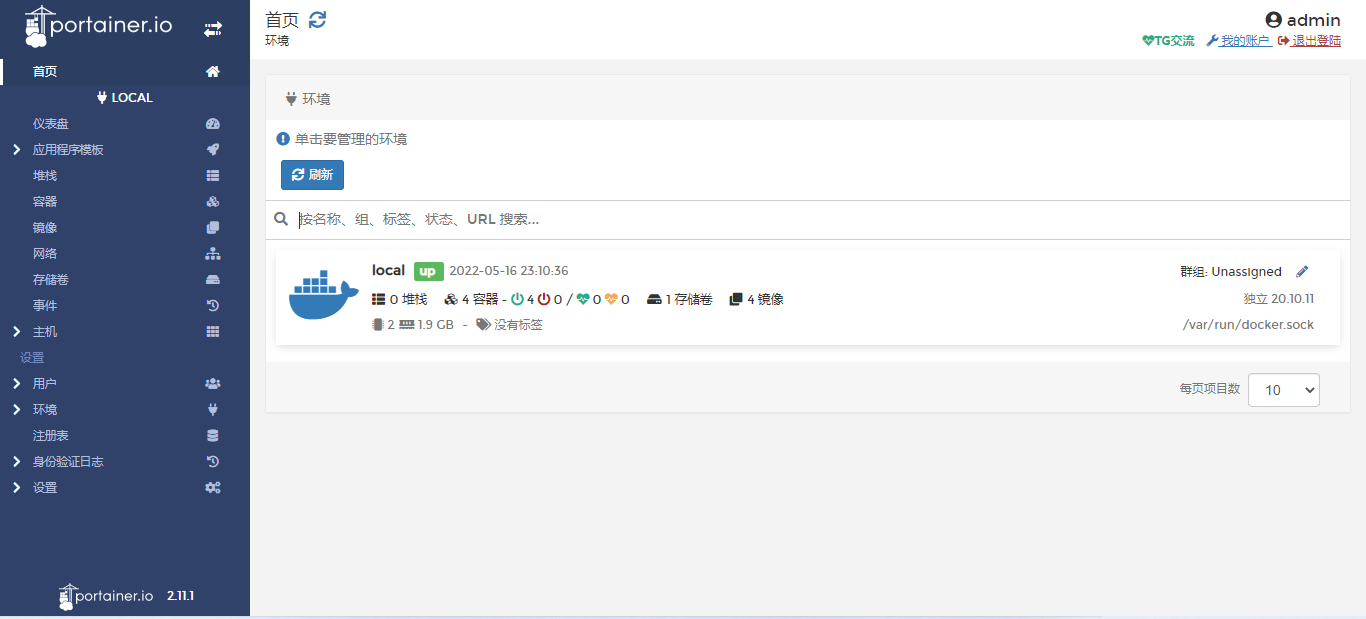 portainer.io
首页
LOCAL
仪表盘
应用程序模板
堆栈
容器
镜像
网络
存储卷
事件
主机
设置
用户
环境
注册表
身份验证日志
设置
portainer.io 2.11.1
首页
环境
admin
TG交流 我的账户 退出登陆
环境
单击要管理的环境
刷新
按名称、组、标签、状态、URL 搜索...
local up 2022-05-16 23:10:36
群组: Unassigned
0 堆栈 4 容器 - 4 0 / 0 0 1 存储卷 4 镜像
独立 20.10.11
2 1.9 GB - 没有标签
/var/run/docker.sock
每页项目数 10